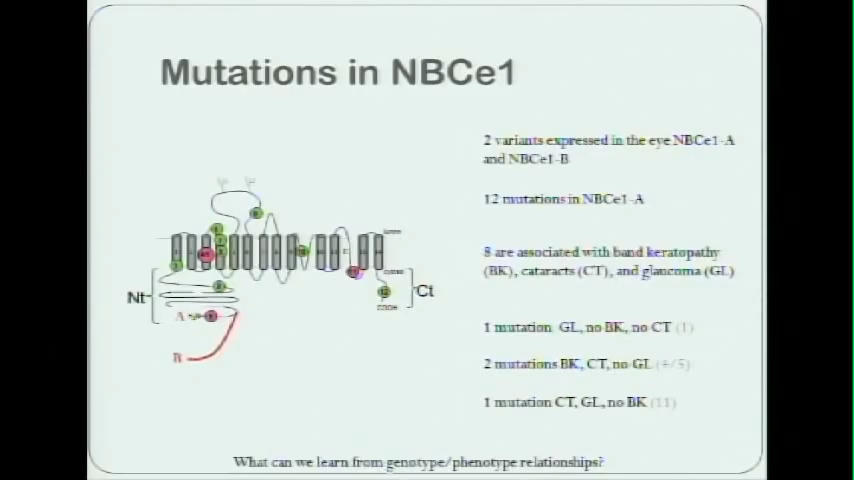 Mutations in NBCe1
2 variants expressed in the eye NBCe1-A
and NBCe1-B
12 mutations in NBCe1-A
8 are associated with band keratopathy
(BK), cataracts (CT), and glaucoma (GL)
1 mutation GL, no BK, no CT (1)
2 mutations BK, CT, no GL (4/5)
1 mutation CT, GL, no BK (11)
Nt
Ct
A
COOH
B
What can we learn from genotype/phenotype relationships?